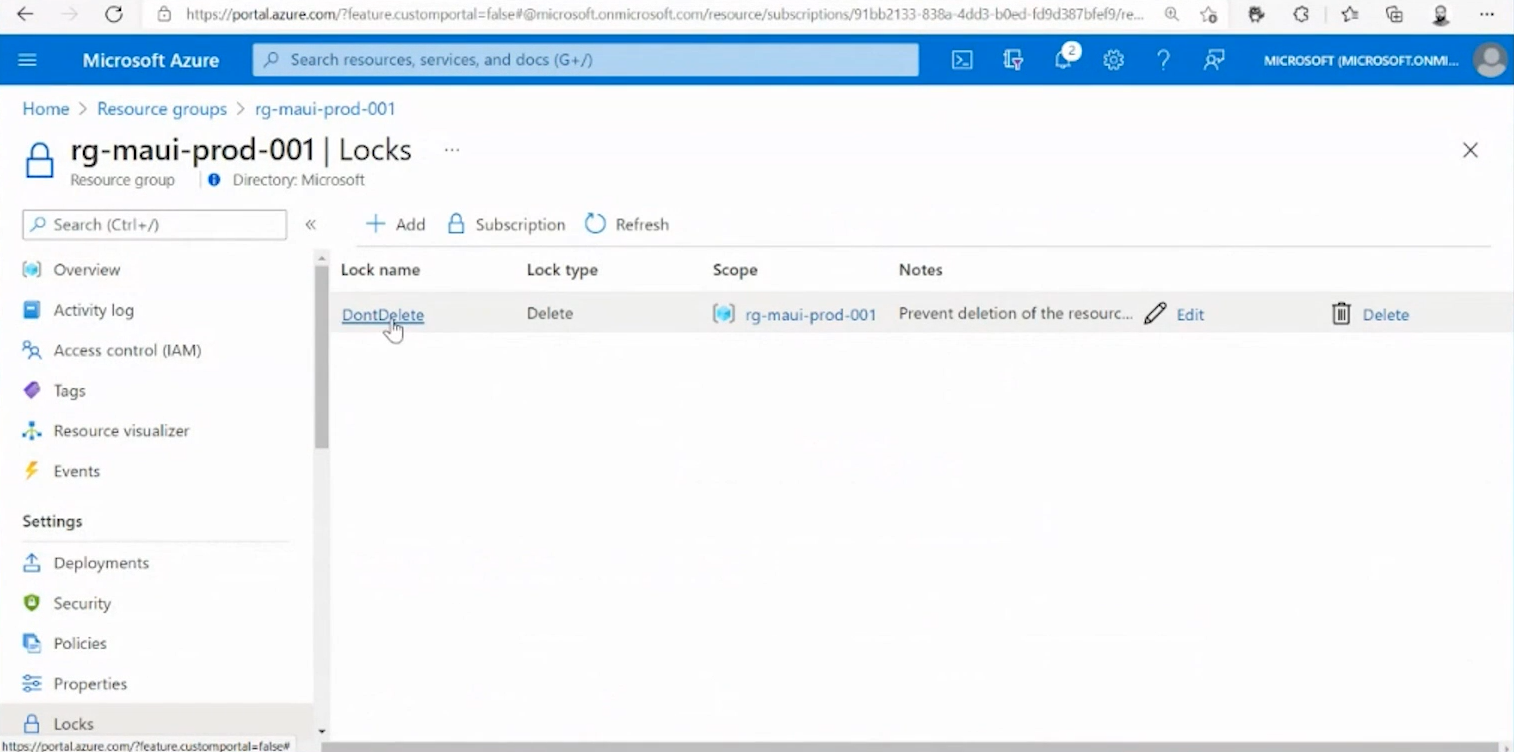 https://portal.azure.com/?feature.customportal=false#@microsoft.onmicrosoft.com/resource/subscriptions/91bb2133-838a-4dd3-b0ed-fd9d387bfef9/re...
Microsoft Azure
Search resources, services, and docs (G+/)
2
MICROSOFT (MICROSOFT.ONMI...
Home > Resource groups > rg-maui-prod-001
rg-maui-prod-001 | Locks ...
Resource group
Directory: Microsoft
Search (Ctrl+/)
«
+ Add
Subscription
Refresh
Overview
Activity log
Access control (IAM)
Tags
Resource visualizer
Events
Settings
Deployments
Security
Policies
Properties
Locks
Lock name Lock type Scope Notes
DontDelete Delete rg-maui-prod-001 Prevent deletion of the resourc... Edit Delete
https://portal.azure.com/?feature.customportal=false#